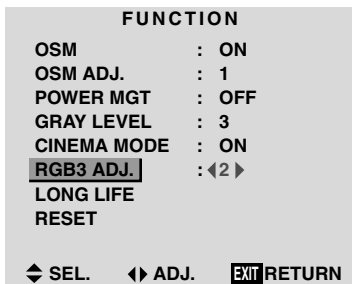 FUNCTION
OSM : ON
OSM ADJ. : 1
POWER MGT : OFF
GRAY LEVEL : 3
CINEMA MODE : ON
RGB3 ADJ. : 2
LONG LIFE
RESET
SEL. ADJ. EXIT RETURN